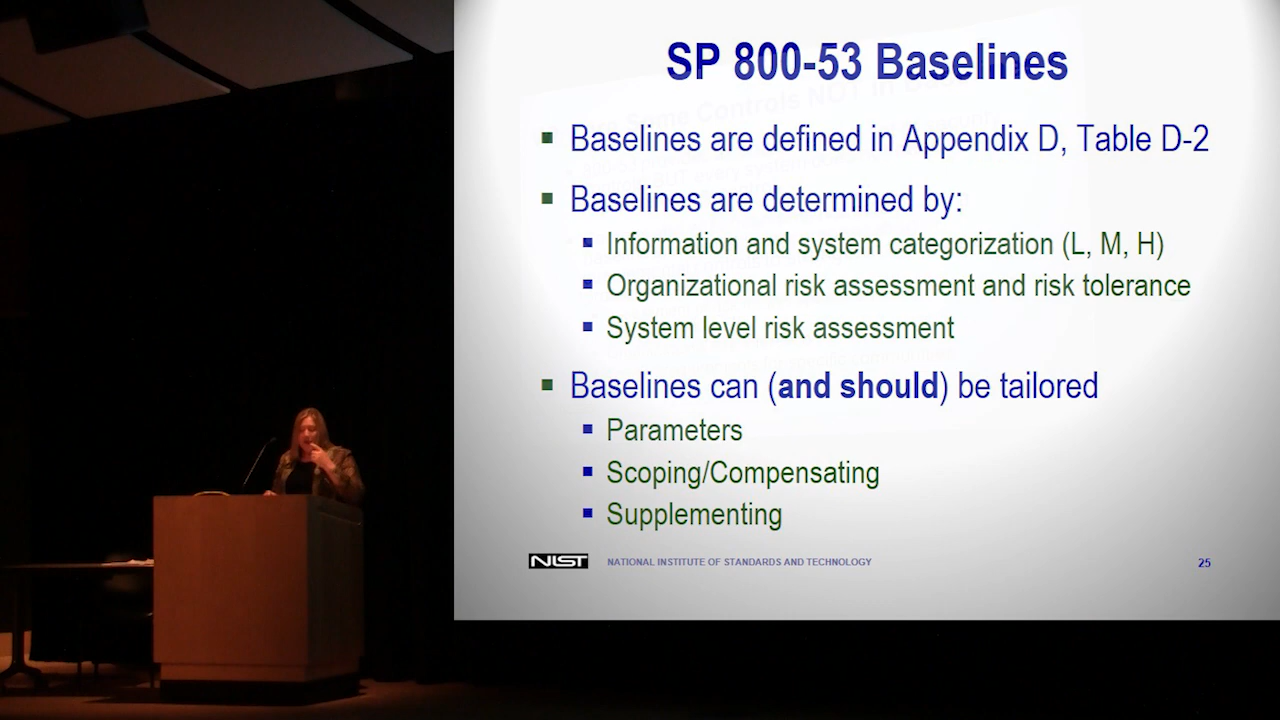 SP 800-53 Baselines
Baselines are defined in Appendix D, Table D-2
Baselines are determined by:
Information and system categorization (L, M, H)
Organizational risk assessment and risk tolerance
System level risk assessment
Baselines can (and should) be tailored
Parameters
Scoping/Compensating
Supplementing
NIST NATIONAL INSTITUTE OF STANDARDS AND TECHNOLOGY 25